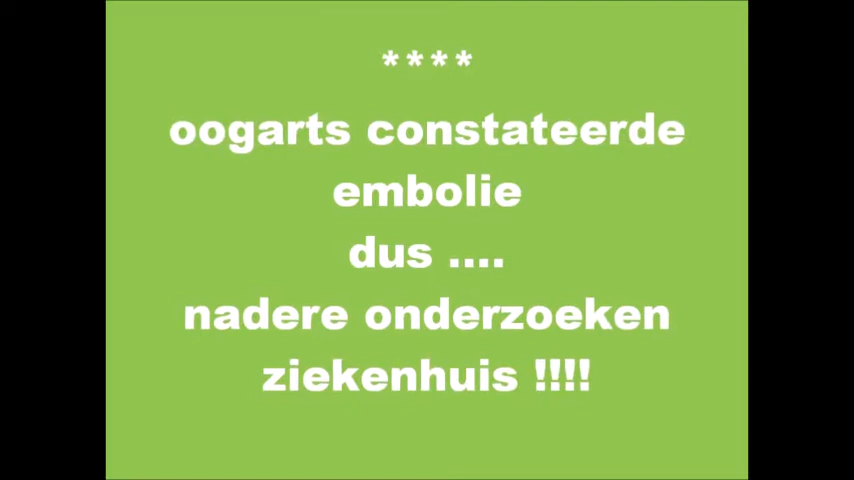 ****
oogarts constateerde
embolie
dus ....
nadere onderzoeken
ziekenhuis !!!!